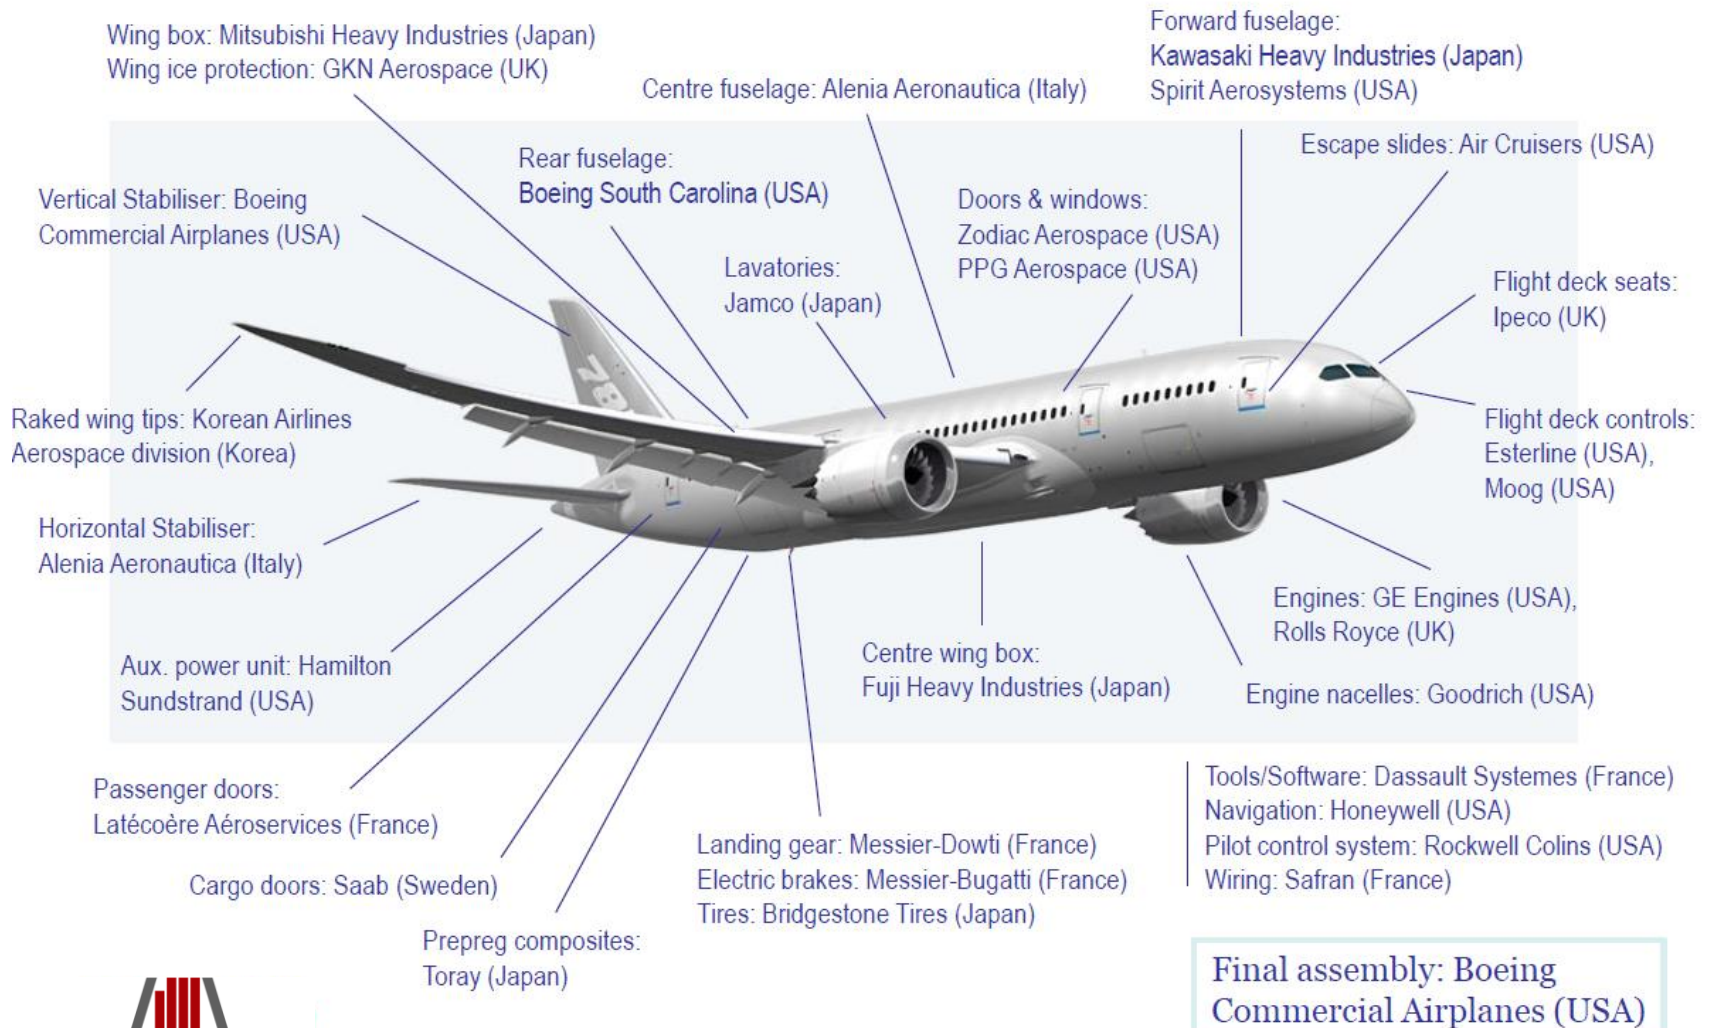 Wing box: Mitsubishi Heavy Industries (Japan)
Wing ice protection: GKN Aerospace (UK)
Forward fuselage:
Kawasaki Heavy Industries (Japan)
Spirit Aerosystems (USA)
Centre fuselage: Alenia Aeronautica (Italy)
Escape slides: Air Cruisers (USA)
Rear fuselage:
Boeing South Carolina (USA)
Vertical Stabiliser: Boeing
Commercial Airplanes (USA)
Doors & windows:
Zodiac Aerospace (USA)
PPG Aerospace (USA)
Lavatories:
Jamco (Japan)
Flight deck seats:
Ipeco (UK)
78
Raked wing tips: Korean Airlines
Aerospace division (Korea)
Flight deck controls:
Esterline (USA),
Moog (USA)
Horizontal Stabiliser:
Alenia Aeronautica (Italy)
Engines: GE Engines (USA),
Rolls Royce (UK)
Aux. power unit: Hamilton
Sundstrand (USA)
Centre wing box:
Fuji Heavy Industries (Japan)
Engine nacelles: Goodrich (USA)
Passenger doors:
Latécoère Aéroservices (France)
Tools/Software: Dassault Systemes (France)
Navigation: Honeywell (USA)
Pilot control system: Rockwell Colins (USA)
Wiring: Safran (France)
Landing gear: Messier-Dowti (France)
Electric brakes: Messier-Bugatti (France)
Tires: Bridgestone Tires (Japan)
Cargo doors: Saab (Sweden)
Prepreg composites:
Toray (Japan)
Final assembly: Boeing
Commercial Airplanes (USA)